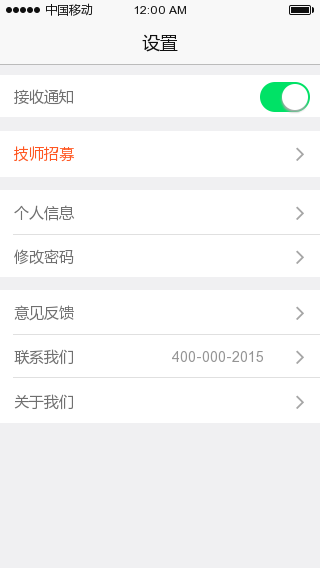 中国移动 12:00 AM
设置
接收通知
技师招募
个人信息
修改密码
意见反馈
联系我们 400-000-2015
关于我们